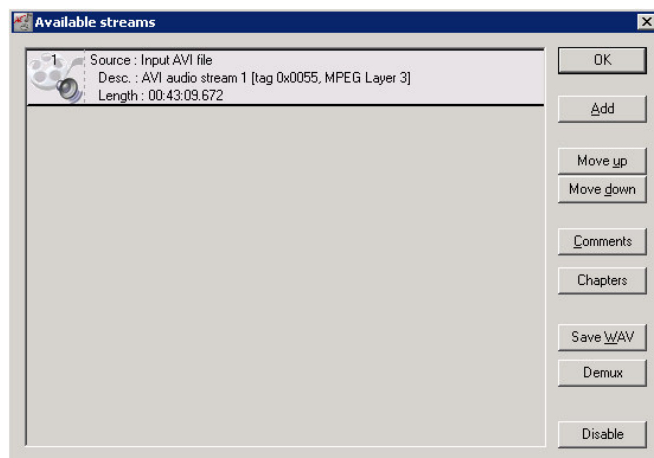 Available streams
1
Source : Input AVI file
Desc. : AVI audio stream 1 [tag 0x0055, MPEG Layer 3]
Length : 00:43:09.672
OK
Add
Move up
Move down
Comments
Chapters
Save WAV
Demux
Disable